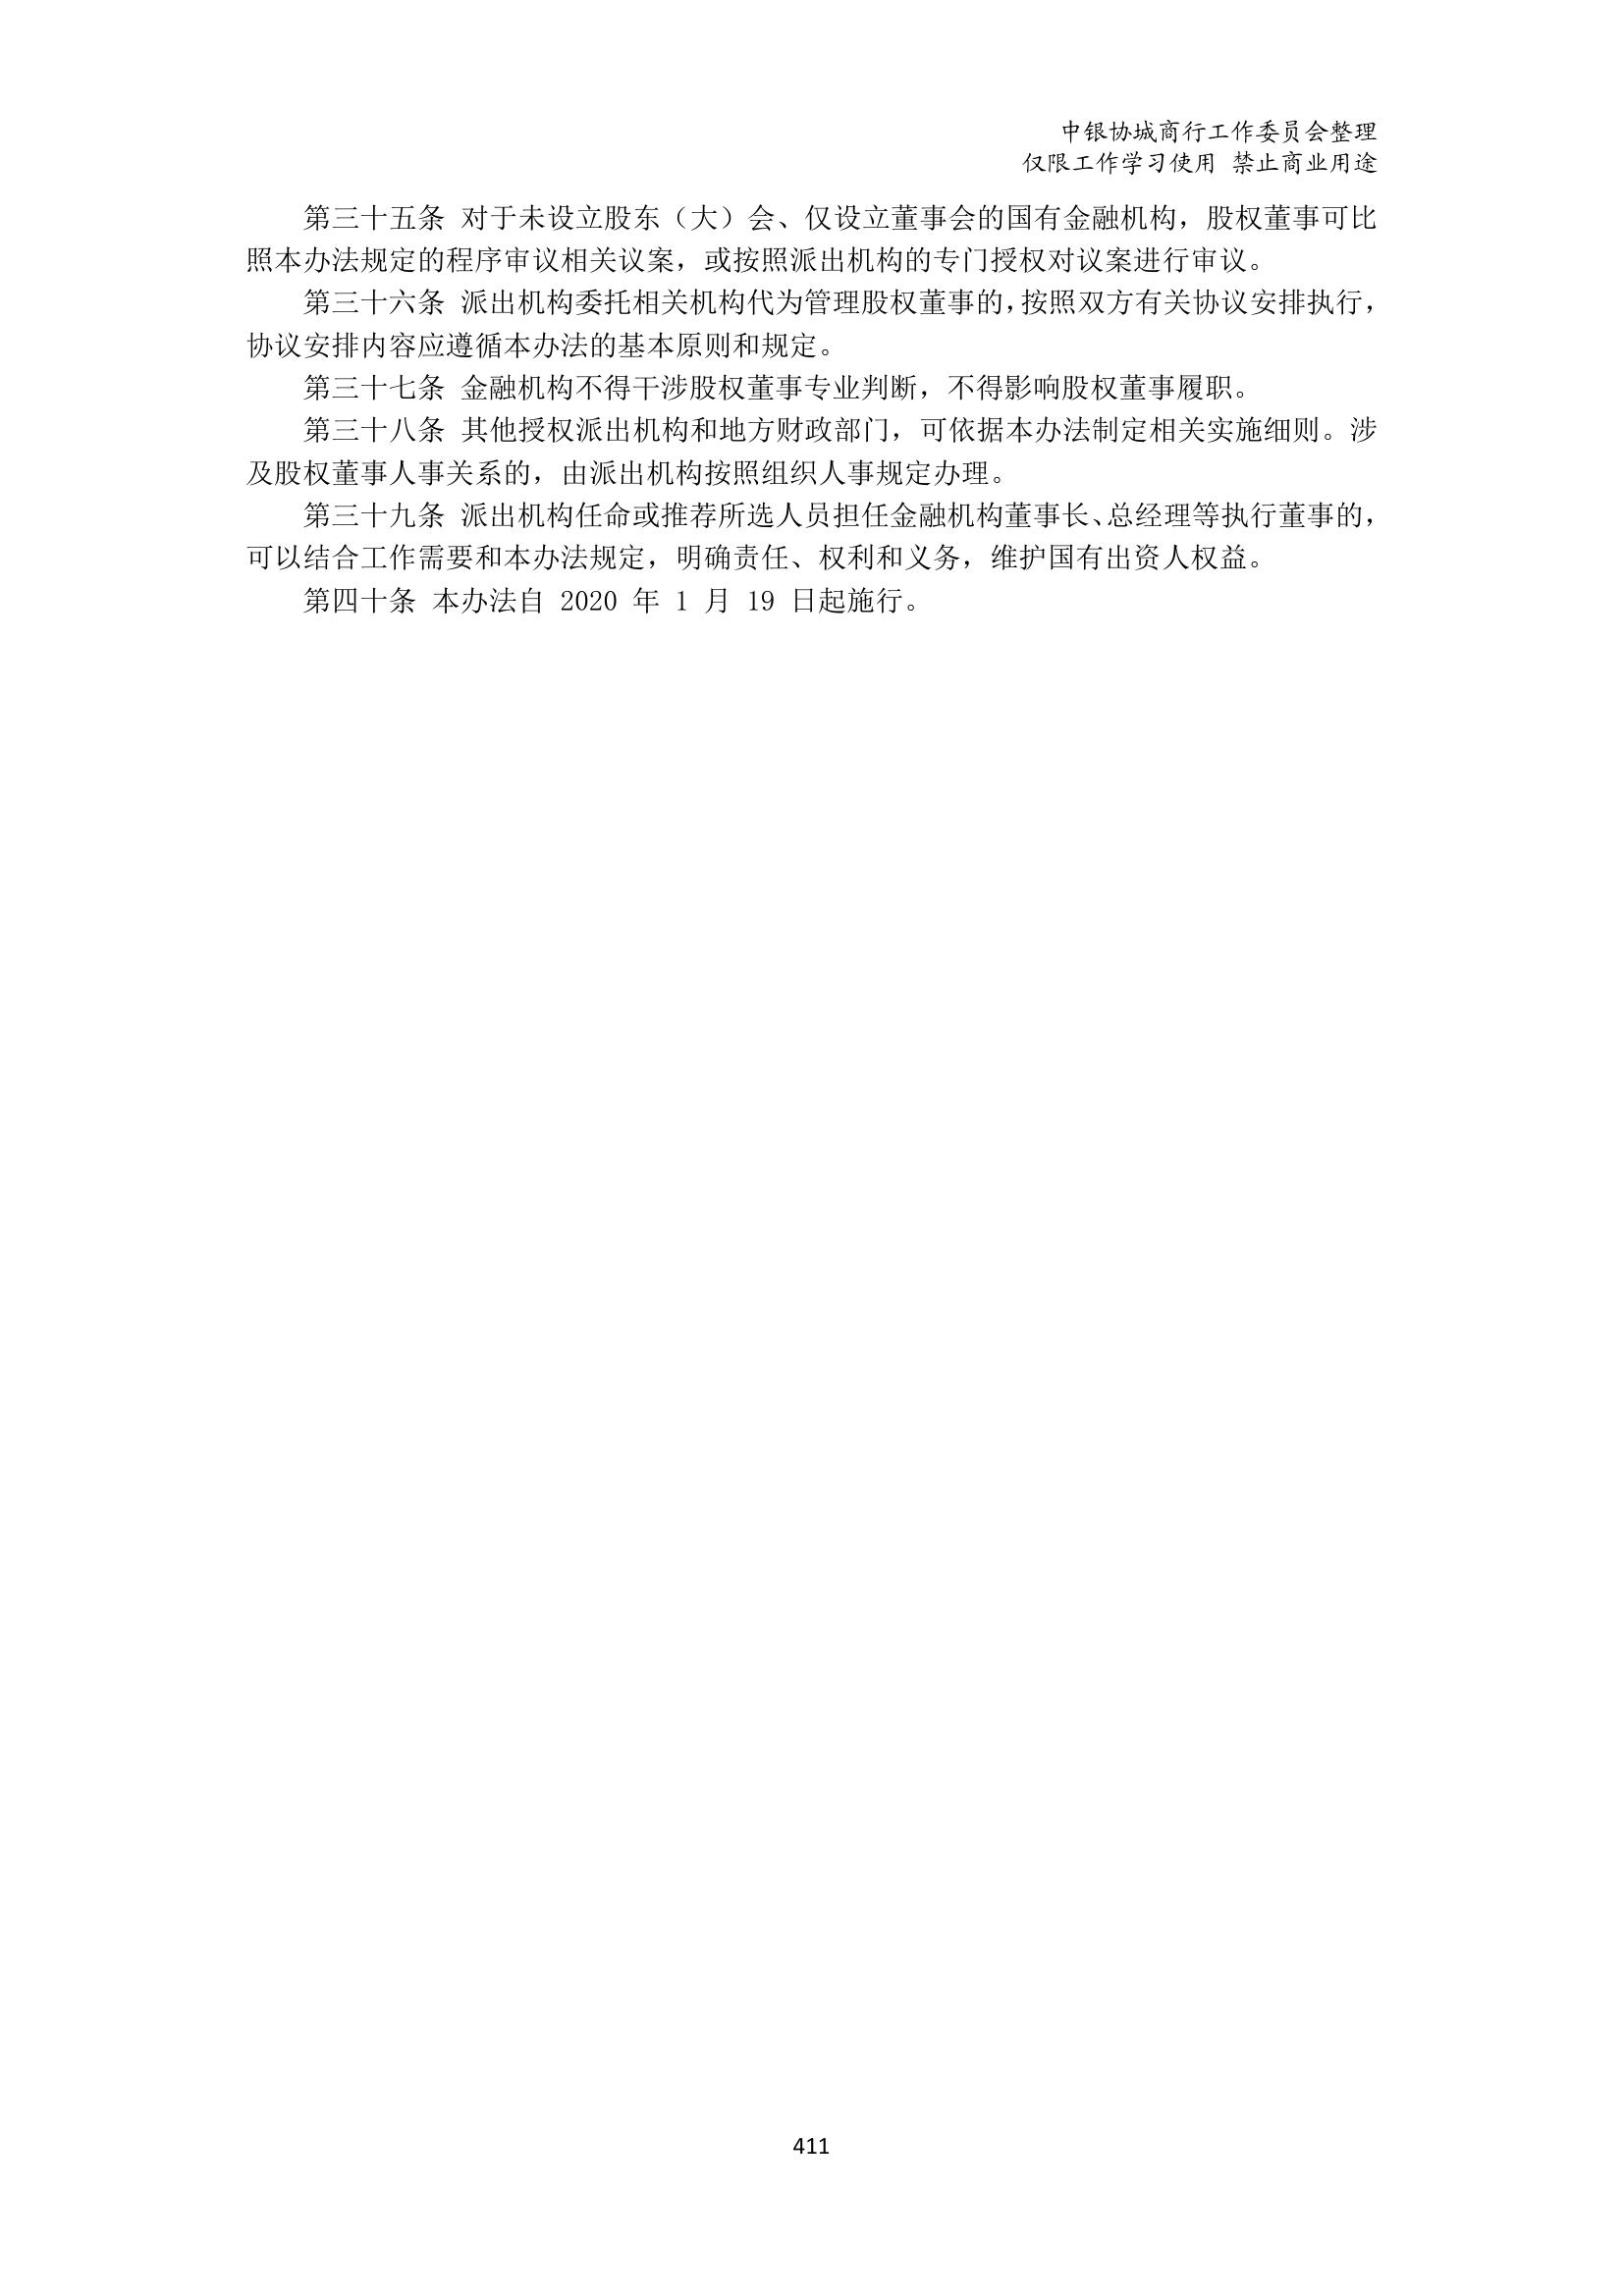 中银协城商行工作委员会整理
仅限工作学习使用 禁止商业用途
第三十五条 对于未设立股东（大）会、仅设立董事会的国有金融机构，股权董事可比
照本办法规定的程序审议相关议案，或按照派出机构的专门授权对议案进行审议。
第三十六条 派出机构委托相关机构代为管理股权董事的，按照双方有关协议安排执行，
协议安排内容应遵循本办法的基本原则和规定。
第三十七条 金融机构不得干涉股权董事专业判断，不得影响股权董事履职。
第三十八条 其他授权派出机构和地方财政部门，可依据本办法制定相关实施细则。涉
及股权董事人事关系的，由派出机构按照组织人事规定办理。
第三十九条 派出机构任命或推荐所选人员担任金融机构董事长、总经理等执行董事的，
可以结合工作需要和本办法规定，明确责任、权利和义务，维护国有出资人权益。
第四十条 本办法自 2020 年 1 月 19 日起施行。
411